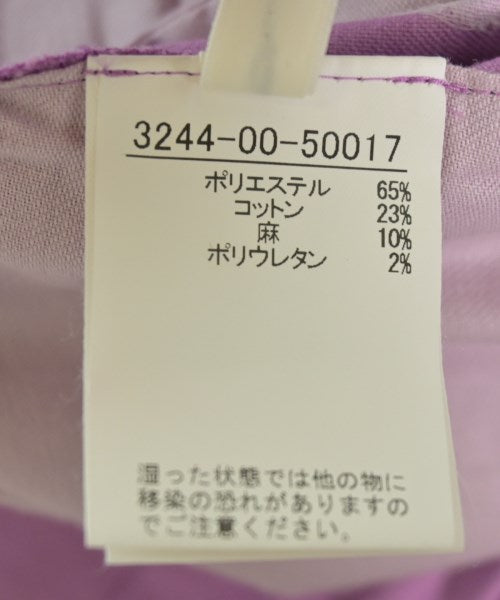 3244-00-50017
ポリエステル 65%
コットン 23%
麻 10%
ポリウレタン 2%
湿った状態では他の物に
移染の恐れがありますの
でご注意ください。